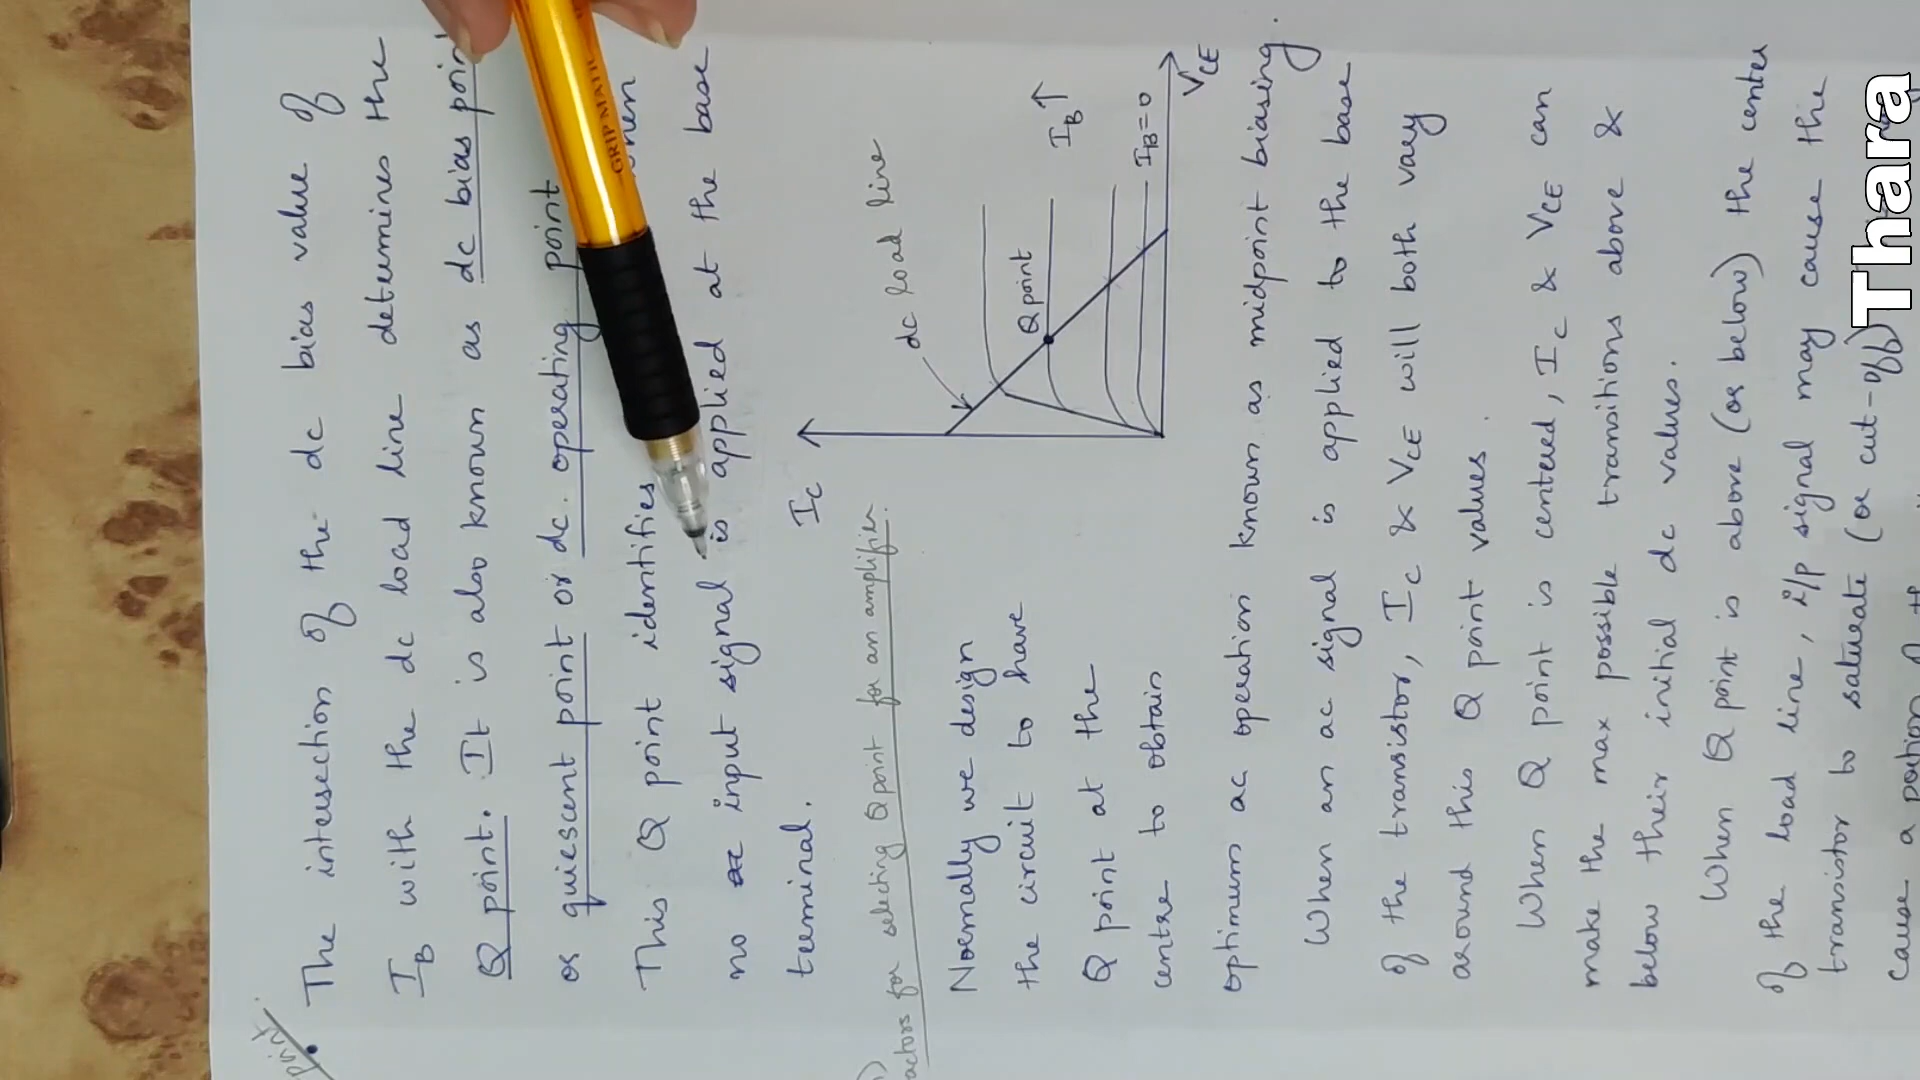 point
The intersection of the dc bias value of
IB with the dc load line determines the
Q point. It is also known as dc bias point
or quiescent point or dc operating point
This Q point identifies
no ac input signal is applied at the base
terminal.
Factors for selecting Q point for an amplifier.
Normally we design
the circuit to have
Q point at the
centre to obtain
IC
dc load line
Q point
IB ↑
IB = 0
VCE
optimum ac operation known as midpoint biasing.
When an ac signal is applied to the base
of the transistor, IC & VCE will both vary
around this Q point values.
When Q point is centered, IC & VCE can
make the max possible transitions above &
below their initial dc values.
When Q point is above (or below) the center
of the load line, i/p signal may cause the
transistor to saturate (or cut-off)
cause a portion of
GRIPMATIC
Thara